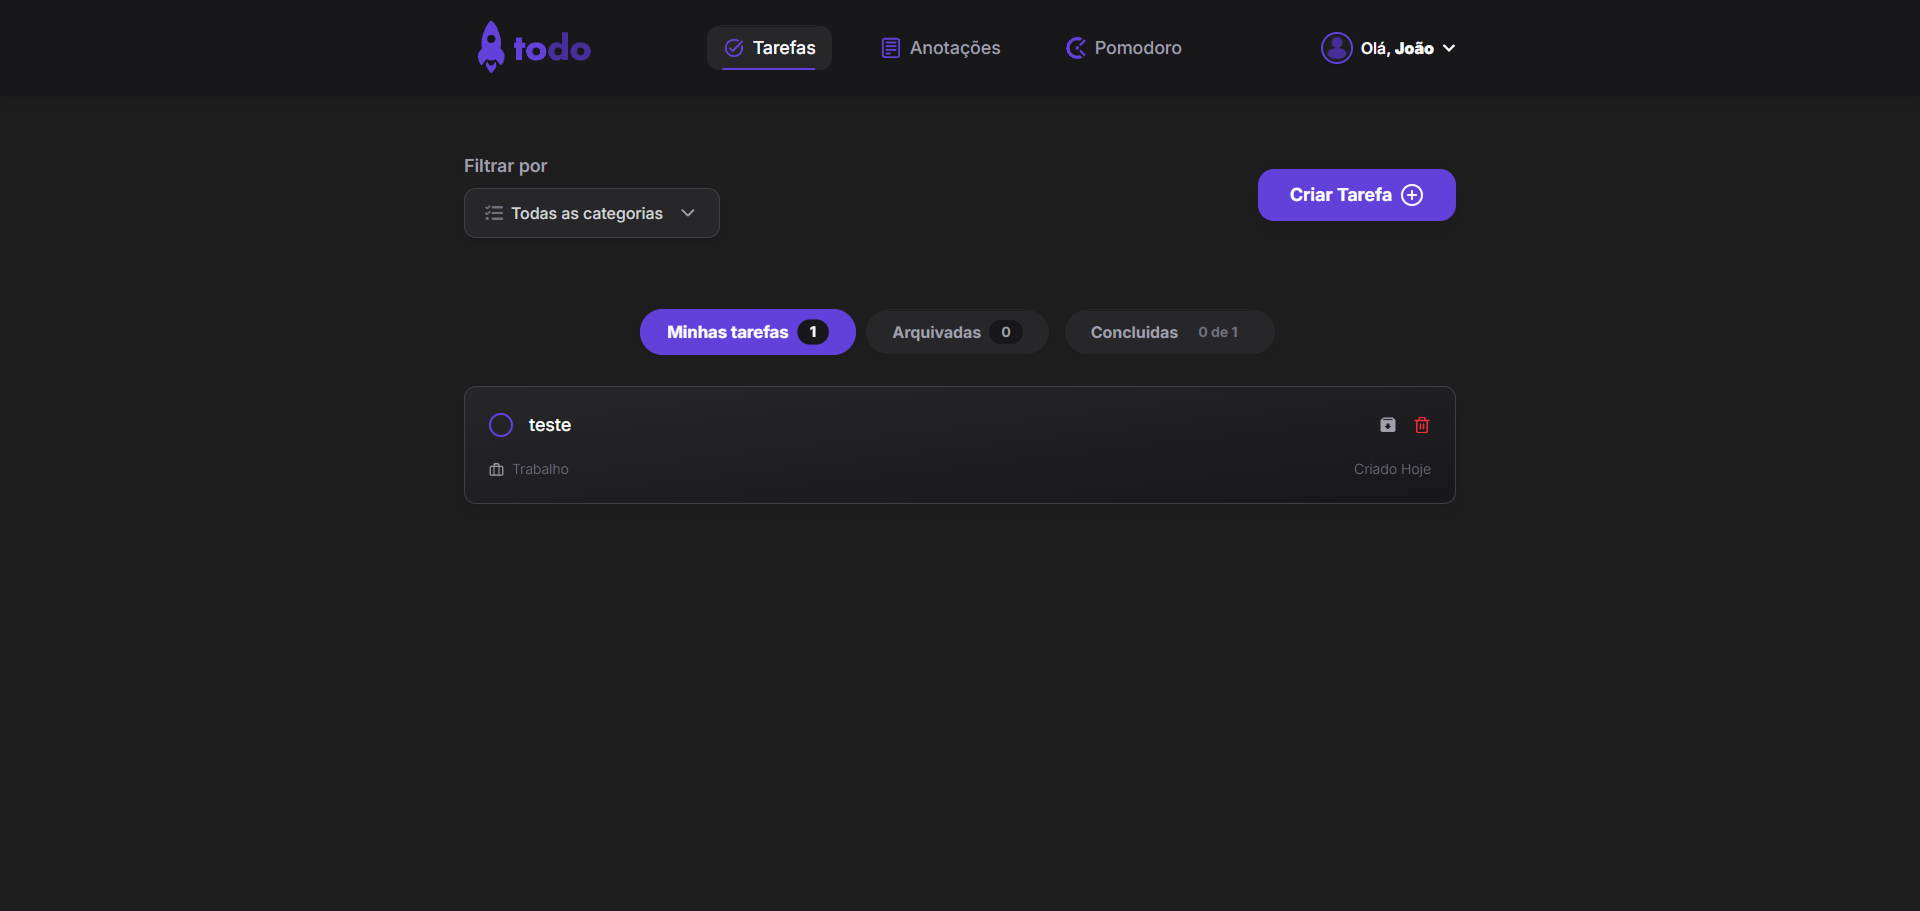 todo
Tarefas
Anotações
Pomodoro
Olá, João
Filtrar por
Todas as categorias
Criar Tarefa
Minhas tarefas 1
Arquivadas 0
Concluidas 0 de 1
teste
Trabalho
Criado Hoje